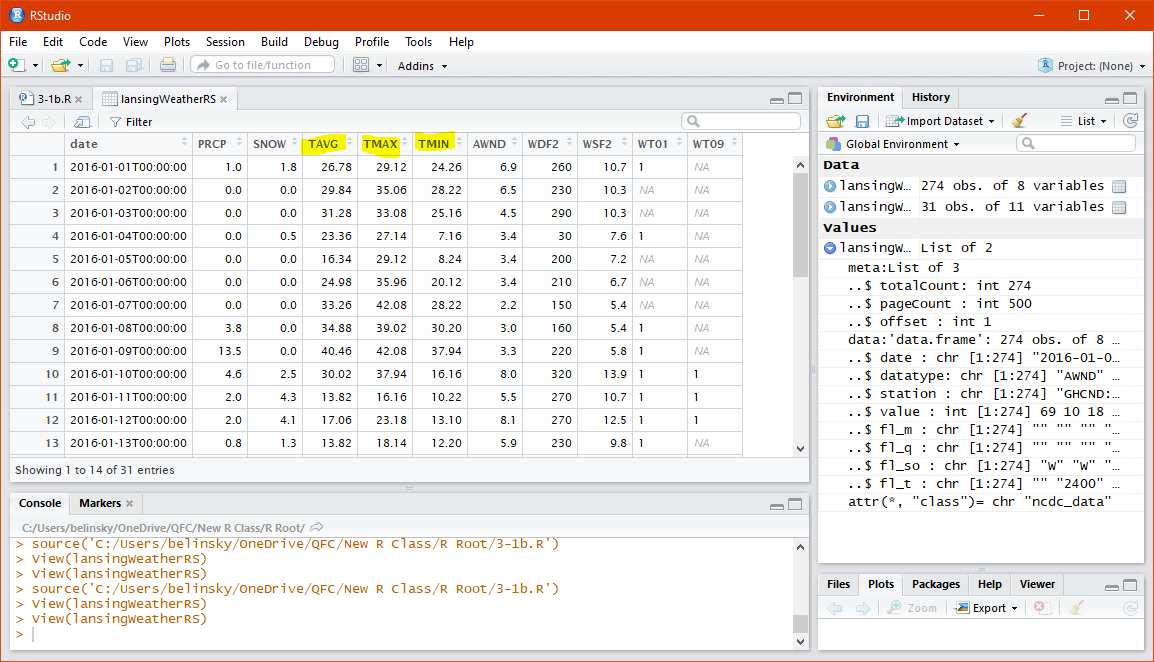 RStudio
File Edit Code View Plots Session Build Debug Profile Tools Help
Go to file/function Addins Project: (None)
3-1b.R lansingWeatherRS
Filter
date PRCP SNOW TAVG TMAX TMIN AWND WDF2 WSF2 WT01 WT09
1 2016-01-01T00:00:00 1.0 1.8 26.78 29.12 24.26 6.9 260 10.7 1 NA
2 2016-01-02T00:00:00 0.0 0.0 29.84 35.06 28.22 6.5 230 10.3 NA NA
3 2016-01-03T00:00:00 0.0 0.0 31.28 33.08 25.16 4.5 290 10.3 NA NA
4 2016-01-04T00:00:00 0.0 0.5 23.36 27.14 7.16 3.4 30 7.6 1 NA
5 2016-01-05T00:00:00 0.0 0.0 16.34 29.12 8.24 3.4 200 7.2 NA NA
6 2016-01-06T00:00:00 0.0 0.0 24.98 35.96 20.12 3.4 210 6.7 NA NA
7 2016-01-07T00:00:00 0.0 0.0 33.26 42.08 28.22 2.2 150 5.4 NA NA
8 2016-01-08T00:00:00 3.8 0.0 34.88 39.02 30.20 3.0 160 5.4 1 NA
9 2016-01-09T00:00:00 13.5 0.0 40.46 42.08 37.94 3.3 220 5.8 1 NA
10 2016-01-10T00:00:00 4.6 2.5 30.02 37.94 16.16 8.0 320 13.9 1 1
11 2016-01-11T00:00:00 2.0 4.3 13.82 16.16 10.22 5.5 270 10.7 1 1
12 2016-01-12T00:00:00 2.0 4.1 17.06 23.18 13.10 8.1 270 12.5 1 1
13 2016-01-13T00:00:00 0.8 1.3 13.82 18.14 12.20 5.9 230 9.8 1 NA
Showing 1 to 14 of 31 entries
Console Markers
C:/Users/belinsky/OneDrive/QFC/New R Class/R Root/
> source('C:/Users/belinsky/OneDrive/QFC/New R Class/R Root/3-1b.R')
> View(lansingWeatherRS)
> View(lansingWeatherRS)
> source('C:/Users/belinsky/OneDrive/QFC/New R Class/R Root/3-1b.R')
> View(lansingWeatherRS)
> View(lansingWeatherRS)
>
Environment History
Import Dataset List
Global Environment
Data
lansingW… 274 obs. of 8 variables
lansingW… 31 obs. of 11 variables
Values
lansingW… List of 2
meta:List of 3
..$ totalCount: int 274
..$ pageCount : int 500
..$ offset : int 1
data:'data.frame': 274 obs. of 8 …
..$ date : chr [1:274] "2016-01-0…
..$ datatype: chr [1:274] "AWND" …
..$ station : chr [1:274] "GHCND:…
..$ value : int [1:274] 69 10 18 …
..$ fl_m : chr [1:274] "" "" "" "…
..$ fl_q : chr [1:274] "" "" "" "…
..$ fl_so : chr [1:274] "W" "W" "…
..$ fl_t : chr [1:274] "" "2400" …
attr(*, "class")= chr "ncdc_data"
Files Plots Packages Help Viewer
Zoom Export